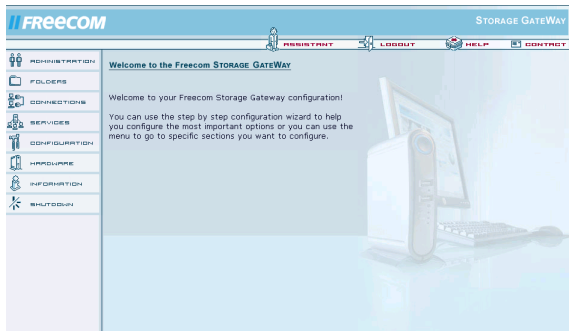 FREECOM
STORAGE GATEWAY
ASSISTANT
LOGOUT
HELP
CONTACT
ADMINISTRATION
FOLDERS
CONNECTIONS
SERVICES
CONFIGURATION
HARDWARE
INFORMATION
SHUTDOWN
Welcome to the Freecom STORAGE GATEWAY
Welcome to your Freecom Storage Gateway configuration!
You can use the step by step configuration wizard to help
you configure the most important options or you can use the
menu to go to specific sections you want to configure.